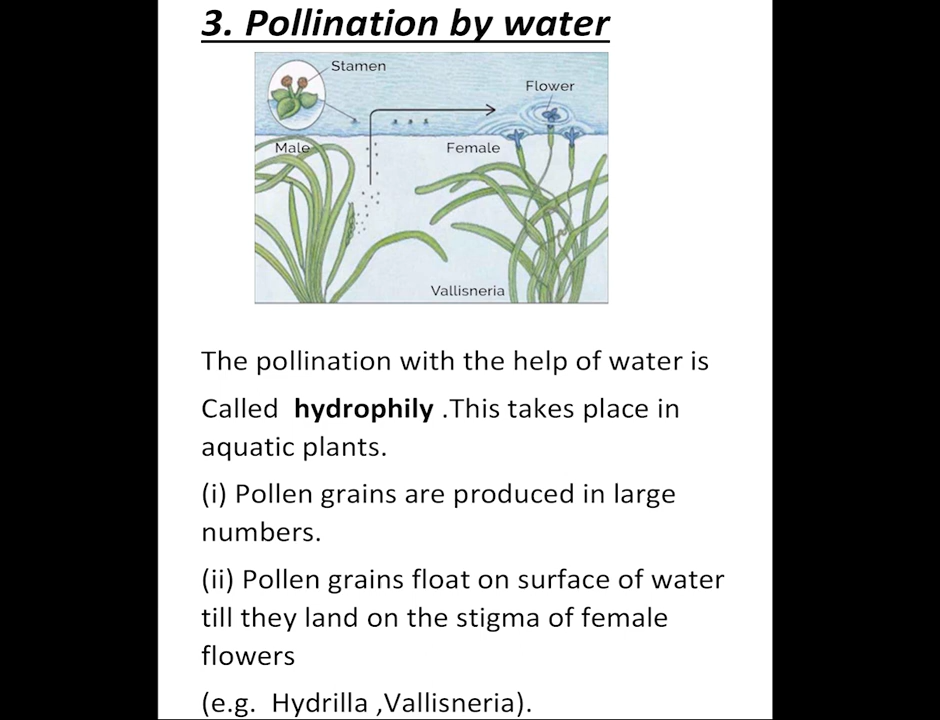 3. Pollination by water
Stamen
Flower
Male
Female
Vallisneria
The pollination with the help of water is
Called hydrophily .This takes place in
aquatic plants.
(i) Pollen grains are produced in large
numbers.
(ii) Pollen grains float on surface of water
till they land on the stigma of female
flowers
(e.g. Hydrilla ,Vallisneria).